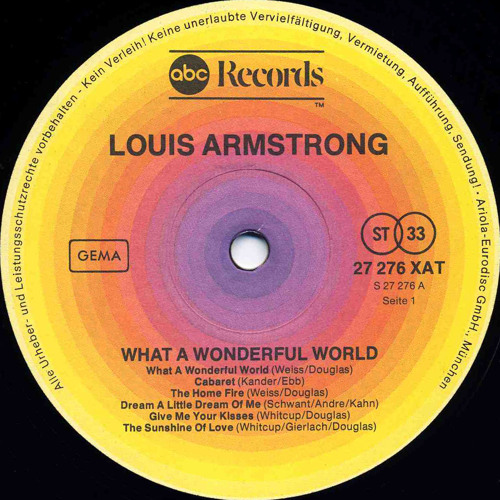 Alle Urheber- und Leistungsschutzrechte vorbehalten - Kein Verleih! Keine unerlaubte Vervielfältigung, Vermietung, Aufführung, Sendung! · Ariola-Eurodisc GmbH., München
abc Records
TM
LOUIS ARMSTRONG
GEMA
ST 33
27 276 XAT
S 27 276 A
Seite 1
WHAT A WONDERFUL WORLD
What A Wonderful World (Weiss/Douglas)
Cabaret (Kander/Ebb)
The Home Fire (Weiss/Douglas)
Dream A Little Dream Of Me (Schwant/Andre/Kahn)
Give Me Your Kisses (Whitcup/Douglas)
The Sunshine Of Love (Whitcup/Gierlach/Douglas)